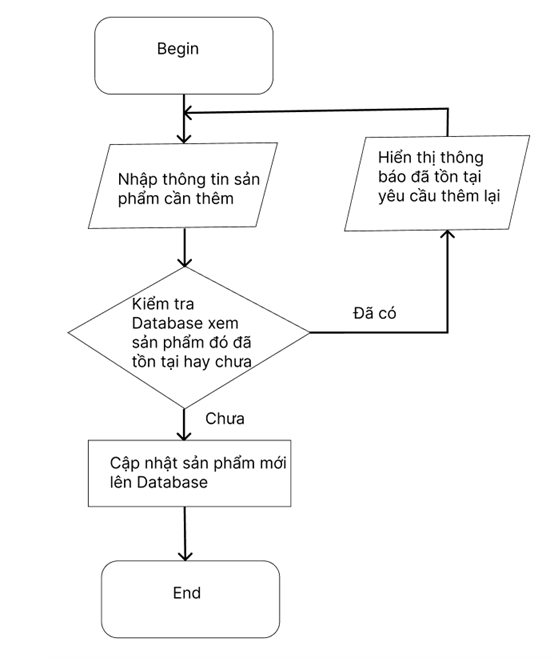 Begin
Nhập thông tin sản
phẩm cần thêm
Hiển thị thông
báo đã tồn tại
yêu cầu thêm lại
Kiểm tra
Database xem
sản phẩm đó đã
tồn tại hay chưa
Đã có
Chưa
Cập nhật sản phẩm mới
lên Database
End